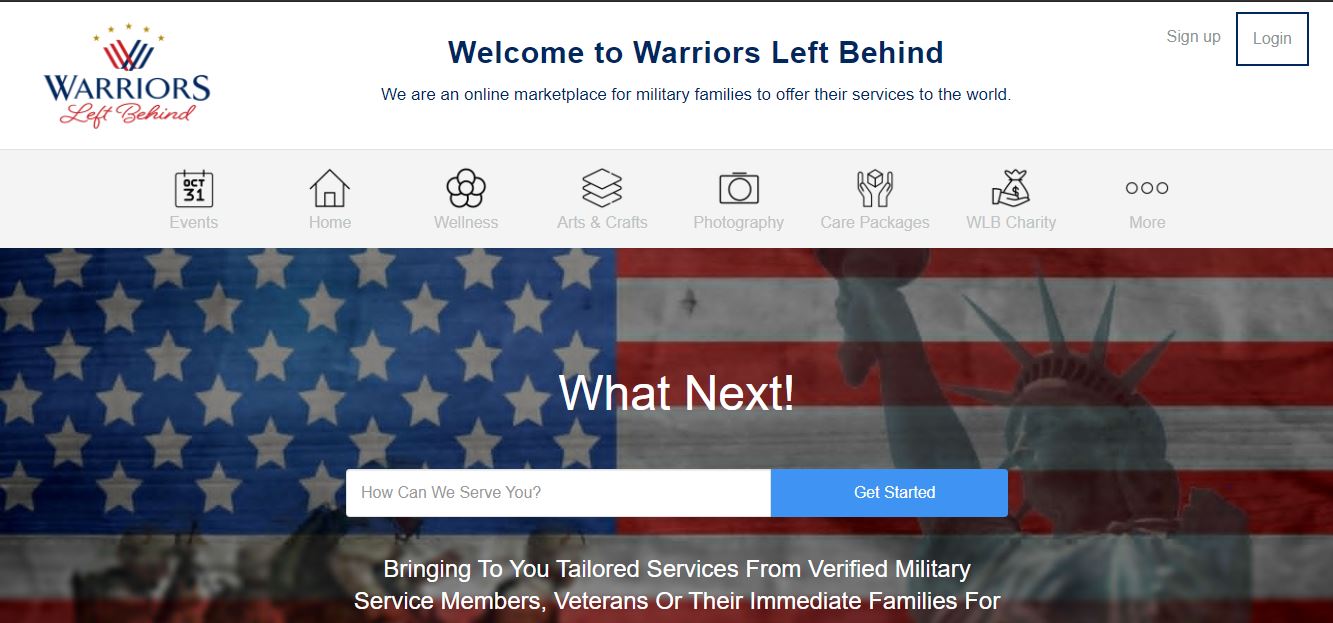 WARRIORS
Left Behind
Welcome to Warriors Left Behind
We are an online marketplace for military families to offer their services to the world.
Sign up
Login
OCT
31
Events
Home
Wellness
Arts & Crafts
Photography
Care Packages
$
WLB Charity
More
What Next!
How Can We Serve You?
Get Started
Bringing To You Tailored Services From Verified Military
Service Members, Veterans Or Their Immediate Families For